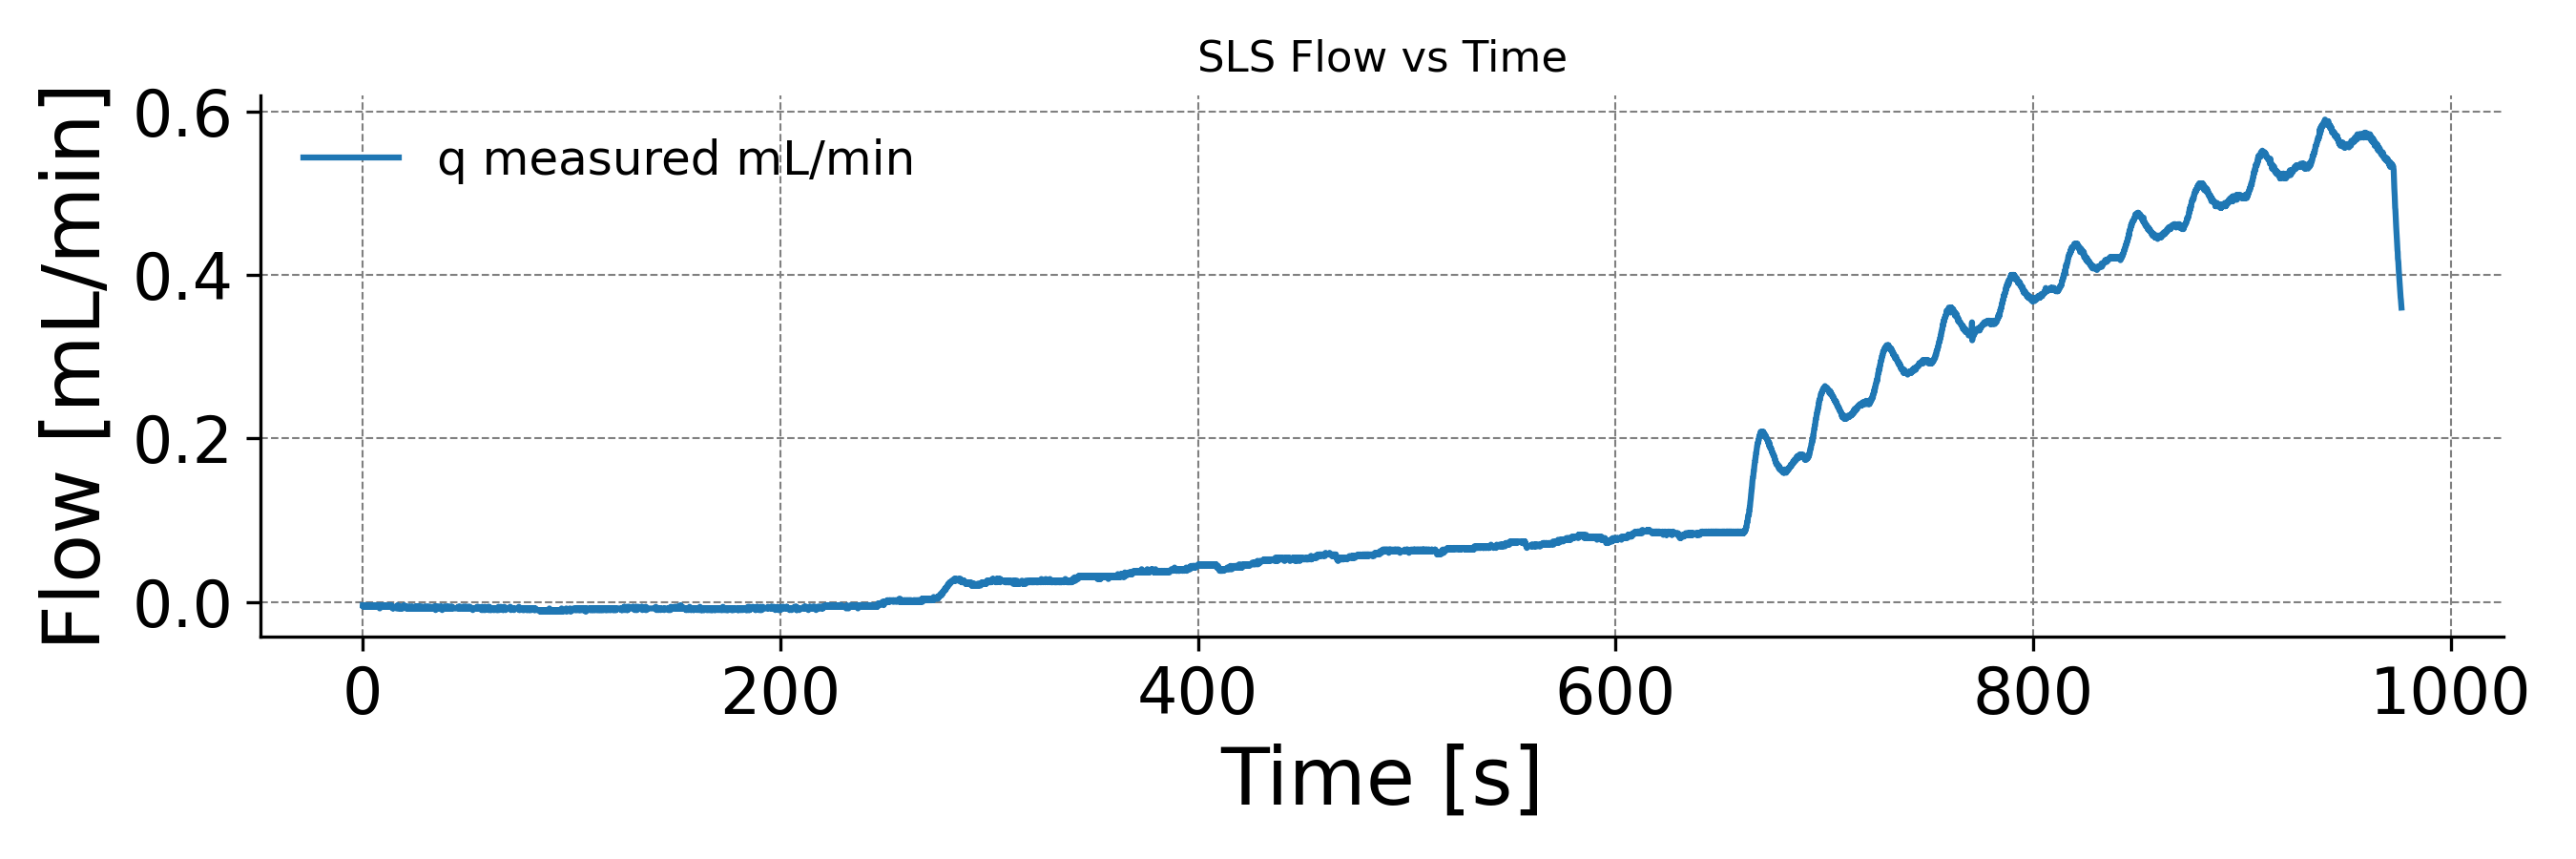 SLS Flow vs Time
Flow [mL/min]
0.6
0.4
0.2
0.0
q measured mL/min
0 200 400 600 800 1000
Time [s]